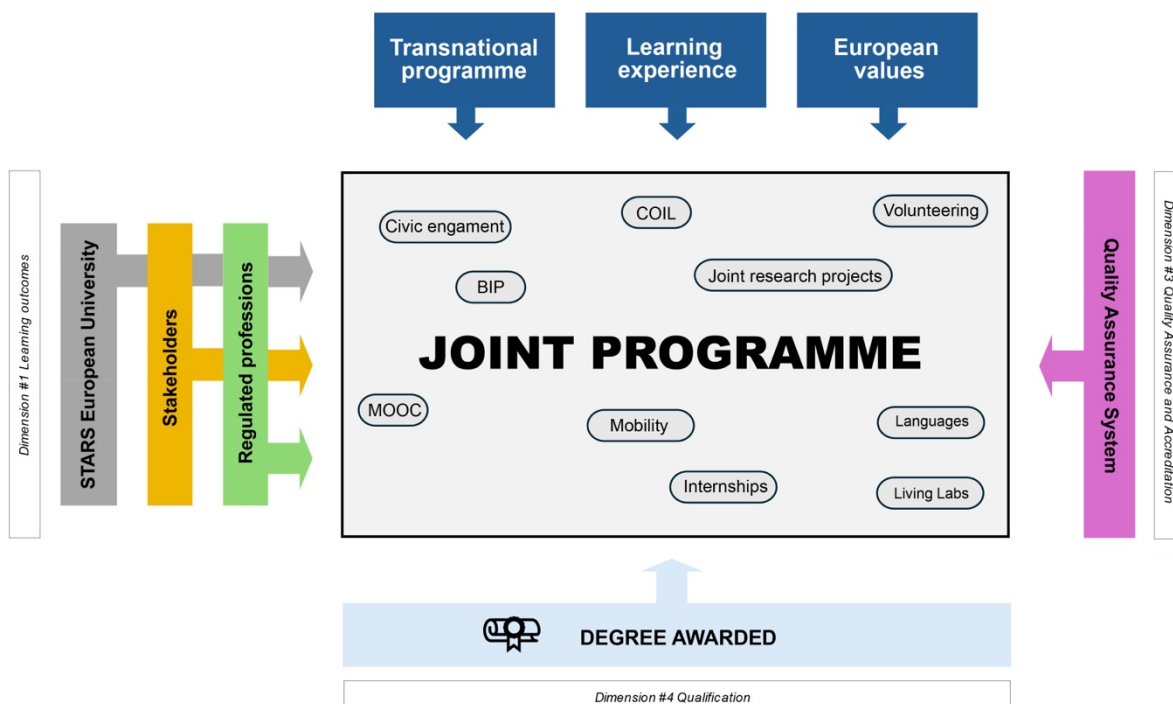 Transnational
programme
Learning
experience
European
values
Dimension #1 Learning outcomes
STARS European University
Stakeholders
Regulated professions
Civic engament
COIL
Volunteering
BIP
Joint research projects
JOINT PROGRAMME
MOOC
Mobility
Languages
Internships
Living Labs
Quality Assurance System
Dimension #3 Quality Assurance and Accreditation
DEGREE AWARDED
Dimension #4 Qualification